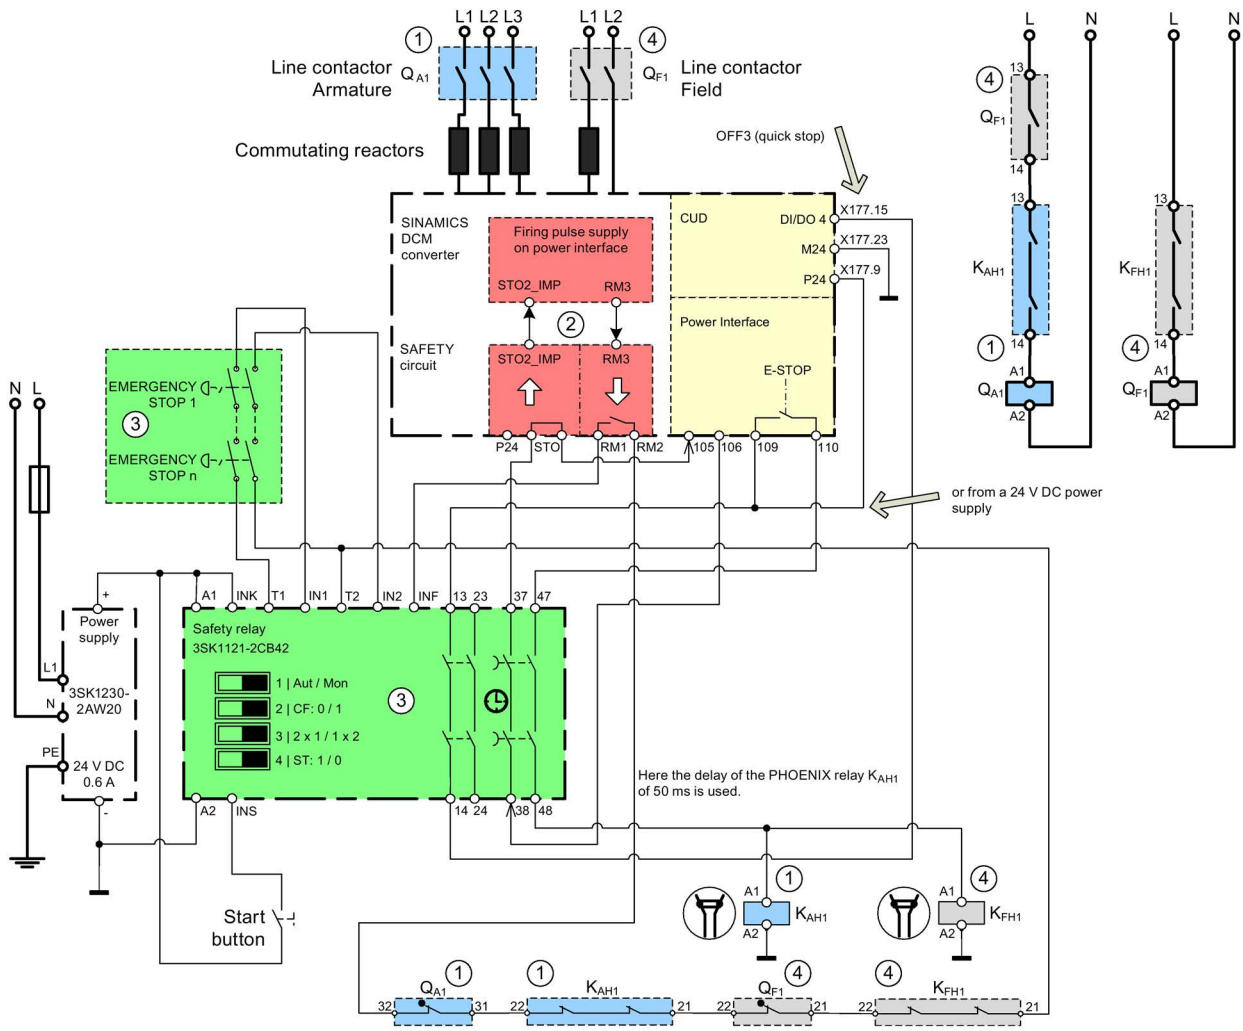 L1 L2 L3
L1 L2
L
N
L
N
1
4
Line contactor
Armature
QA1
QF1
Line contactor
Field
Commutating reactors
OFF3 (quick stop)
13
4
QF1
14
13
KAH1
14
1
A1
QA1
A2
13
KFH1
14
4
A1
QF1
A2
SINAMICS
DCM
converter
Firing pulse supply
on power interface
STO2_IMP
RM3
2
SAFETY
circuit
STO2_IMP
RM3
CUD
DI/DO 4
X177.15
M24
X177.23
P24
X177.9
Power Interface
E-STOP
P24
STO
RM1
RM2
105
106
109
110
or from a 24 V DC power
supply
EMERGENCY
STOP 1
3
EMERGENCY
STOP n
N
L
+
Power
supply
L1
3SK1230-
2AW20
N
PE
24 V DC
0.6 A
-
A1
INK
T1
IN1
T2
IN2
INF
13
23
37
47
Safety relay
3SK1121-2CB42
1 | Aut / Mon
2 | CF: 0 / 1
3 | 2 x 1 / 1 x 2
4 | ST: 1 / 0
3
A2
INS
14
24
38
48
Here the delay of the PHOENIX relay KAH1
of 50 ms is used.
Start
button
1
A1
KAH1
A2
4
A1
KFH1
A2
QA1
1
32
31
1
KAH1
22
21
QF1
4
22
21
4
KFH1
22
21